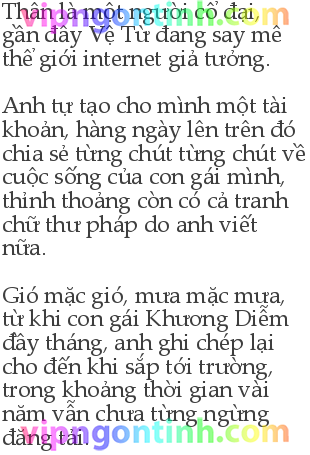 Thân là một người cổ đại,
gần đây Vệ Từ đang say mê
thế giới internet giả tưởng.
Anh tự tạo cho mình một tài
khoản, hàng ngày lên trên đó
chia sẻ từng chút từng chút về
cuộc sống của con gái mình,
thỉnh thoảng còn có cả tranh
chữ thư pháp do anh viết
nữa.
Gió mặc gió, mưa mặc mưa,
từ khi con gái Khương Diễm
đầy tháng, anh ghi chép lại
cho đến khi sắp tới trường,
trong khoảng thời gian vài
năm vẫn chưa từng ngừng
đăng tải.
vipngontinh.com
vipngontinh.com